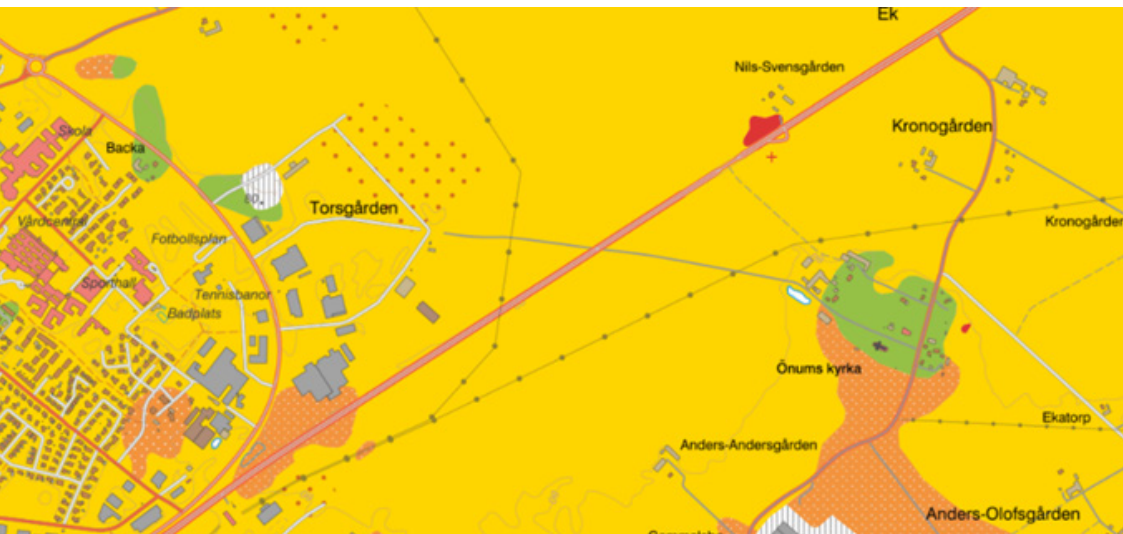 Ek
Nils-Svensgården
Kronogården
Skola
Backa
80
Torsgården
Vårdcentral
Kronogården
Fotbollsplan
Sporthall
Tennisbanor
Badplats
Önums kyrka
Ekatorp
Anders-Andersgården
Anders-Olofsgården